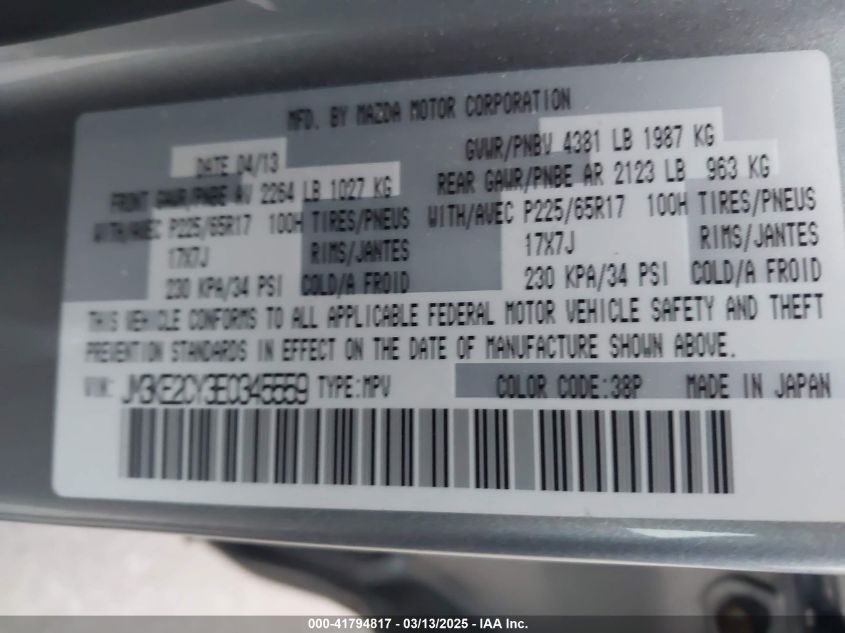 MFD. BY MAZDA MOTOR CORPORATION
DATE 04/13 GVWR/PNBV 4381 LB 1987 KG
FRONT GAWR/PNBE AV 2264 LB 1027 KG REAR GAWR/PNBE AR 2123 LB 963 KG
WITH/AVEC P225/65R17 100H TIRES/PNEUS WITH/AVEC P225/65R17 100H TIRES/PNEUS
17X7J RIMS/JANTES 17X7J RIMS/JANTES
230 KPA/34 PSI COLD/A FROID 230 KPA/34 PSI COLD/A FROID
THIS VEHICLE CONFORMS TO ALL APPLICABLE FEDERAL MOTOR VEHICLE SAFETY AND THEFT
PREVENTION STANDARDS IN EFFECT ON THE DATE OF MANUFACTURE SHOWN ABOVE.
VIN: JM3KE2CY3E0345559 TYPE:MPV COLOR CODE:38P MADE IN JAPAN
000-41794817 - 03/13/2025 - IAA Inc.